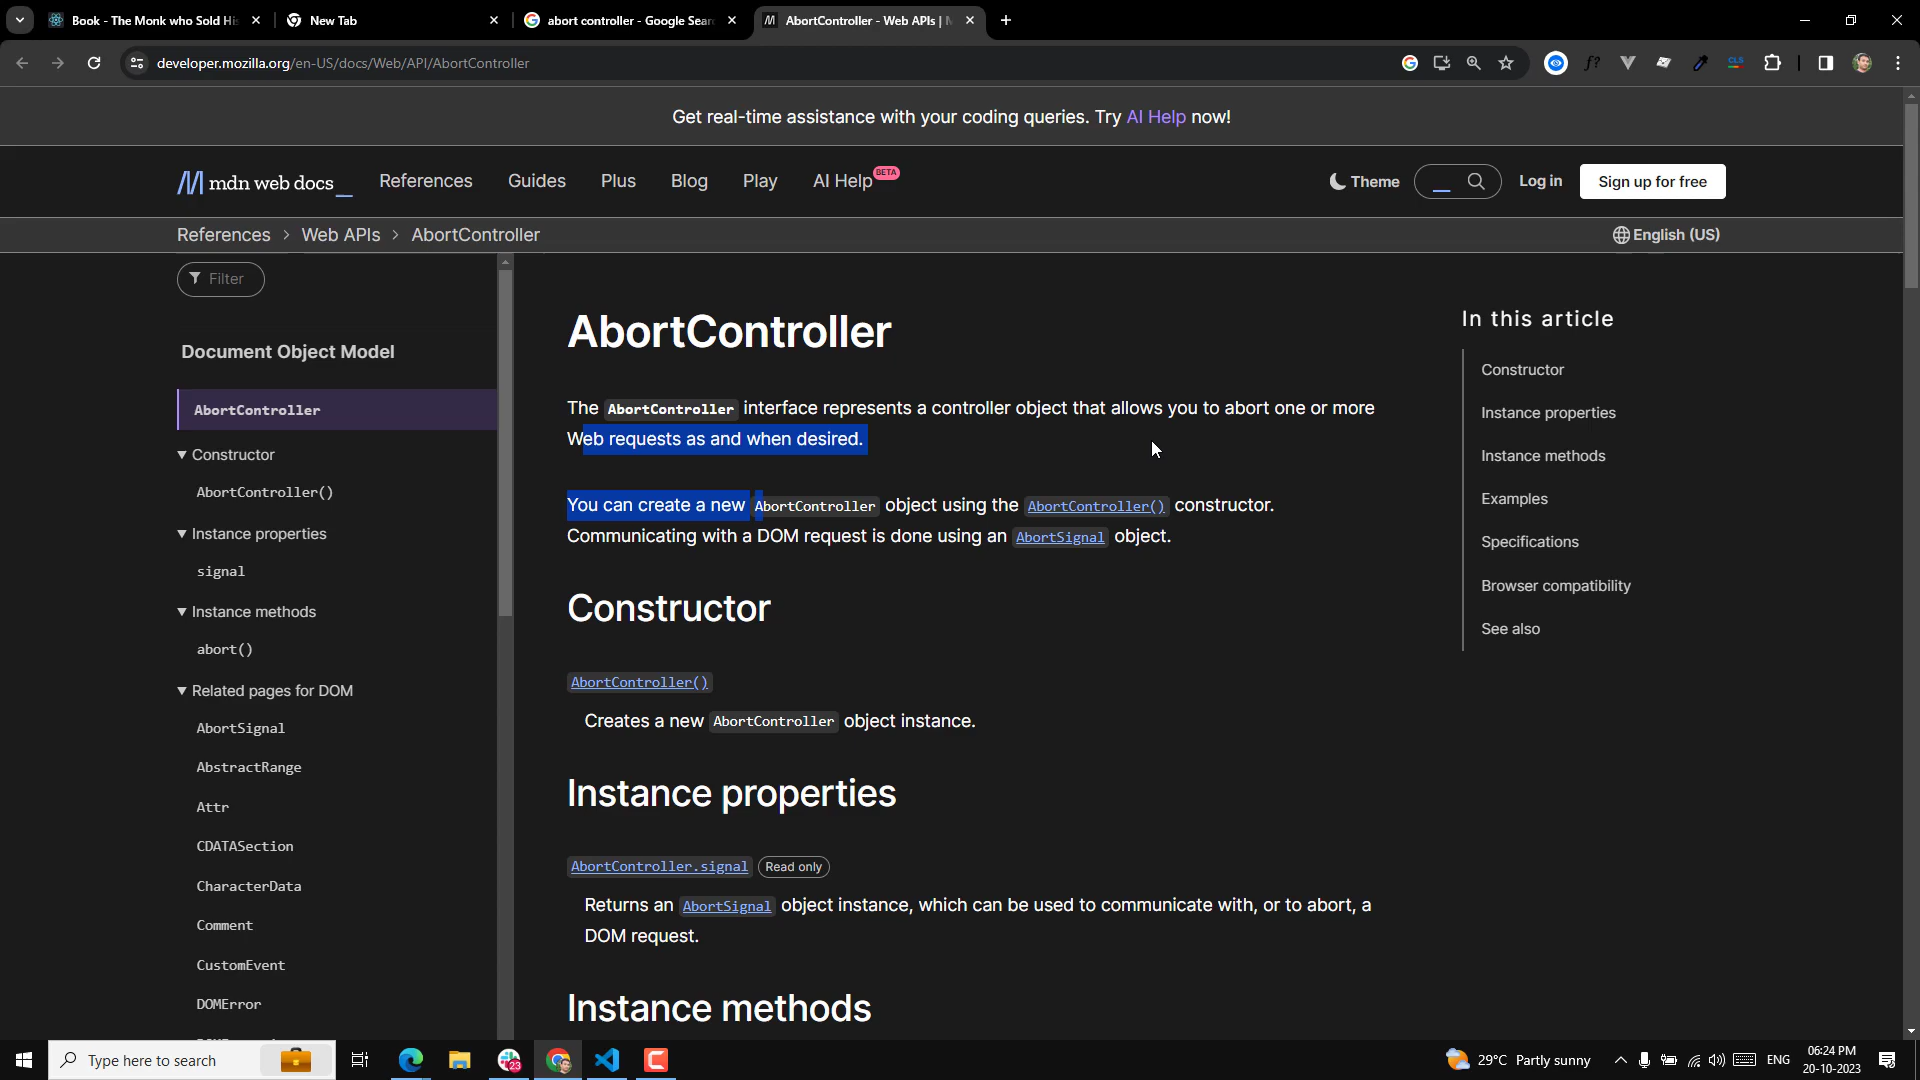 Book - The Monk who Sold His
New Tab
abort controller - Google Sear
AbortController - Web APIs | M
developer.mozilla.org/en-US/docs/Web/API/AbortController
Get real-time assistance with your coding queries. Try AI Help now!
mdn web docs_
References
Guides
Plus
Blog
Play
AI Help
BETA
Theme
Log in
Sign up for free
References > Web APIs > AbortController
English (US)
Filter
Document Object Model
AbortController
Constructor
AbortController()
Instance properties
signal
Instance methods
abort()
Related pages for DOM
AbortSignal
AbstractRange
Attr
CDATASection
CharacterData
Comment
CustomEvent
DOMError
AbortController
The AbortController interface represents a controller object that allows you to abort one or more
Web requests as and when desired.
You can create a new AbortController object using the AbortController() constructor.
Communicating with a DOM request is done using an AbortSignal object.
Constructor
AbortController()
Creates a new AbortController object instance.
Instance properties
AbortController.signal Read only
Returns an AbortSignal object instance, which can be used to communicate with, or to abort, a
DOM request.
Instance methods
In this article
Constructor
Instance properties
Instance methods
Examples
Specifications
Browser compatibility
See also
Type here to search
23
29°C Partly sunny
ENG
06:24 PM
20-10-2023